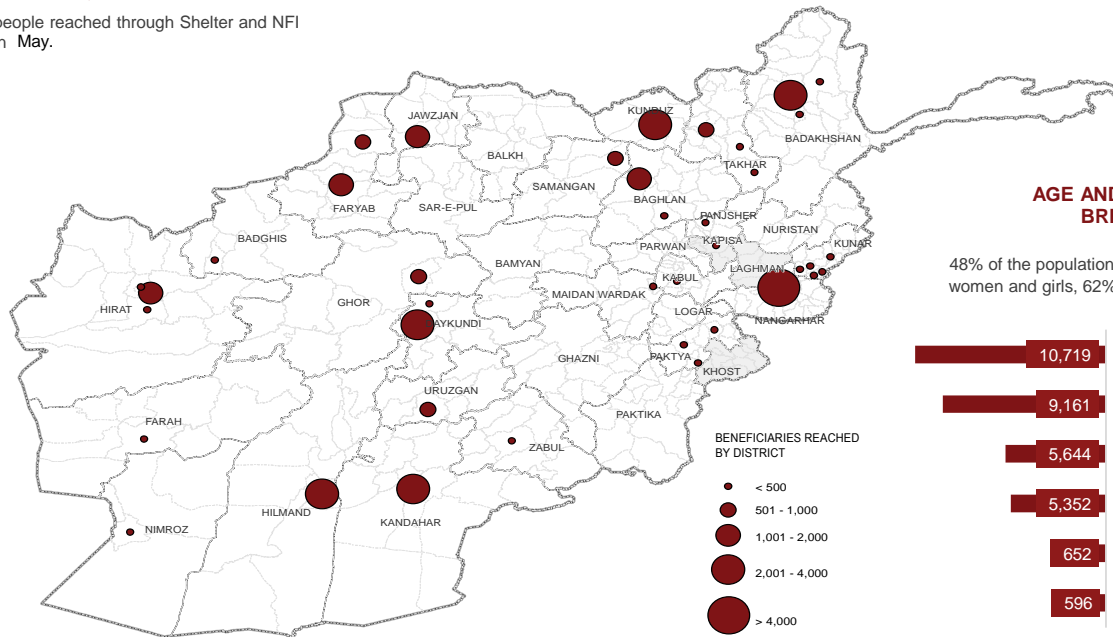 people reached through Shelter and NFI
May.
JAWZJAN
KUNDUZ
BADAKHSHAN
BALKH
TAKHAR
SAMANGAN
FARYAB
SAR-E-PUL
BAGHLAN
PANJSHER
NURISTAN
BADGHIS
PARWAN
KAPISA
KUNAR
BAMYAN
LAGHMAN
KABUL
GHOR
MAIDAN WARDAK
HIRAT
LOGAR
NANGARHAR
AYKUNDI
GHAZNI
PAKTYA
KHOST
URUZGAN
PAKTIKA
FARAH
ZABUL
HILMAND
KANDAHAR
NIMROZ
BENEFICIARIES REACHED
BY DISTRICT
< 500
501 - 1,000
1,001 - 2,000
2,001 - 4,000
> 4,000
AGE AND
BRE
48% of the population
women and girls, 62%
10,719
9,161
5,644
5,352
652
596